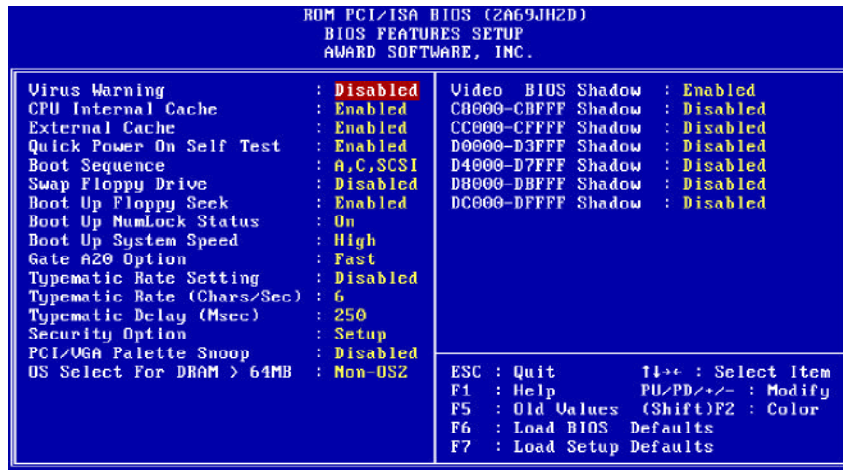 ROM PCI/ISA BIOS (2A69JH2D)
BIOS FEATURES SETUP
AWARD SOFTWARE, INC.
Virus Warning : Disabled
CPU Internal Cache : Enabled
External Cache : Enabled
Quick Power On Self Test : Enabled
Boot Sequence : A,C,SCSI
Swap Floppy Drive : Disabled
Boot Up Floppy Seek : Enabled
Boot Up NumLock Status : On
Boot Up System Speed : High
Gate A20 Option : Fast
Typematic Rate Setting : Disabled
Typematic Rate (Chars/Sec) : 6
Typematic Delay (Msec) : 250
Security Option : Setup
PCI/VGA Palette Snoop : Disabled
OS Select For DRAM > 64MB : Non-OS2
Video BIOS Shadow : Enabled
C8000-CBFFF Shadow : Disabled
CC000-CFFFF Shadow : Disabled
D0000-D3FFF Shadow : Disabled
D4000-D7FFF Shadow : Disabled
D8000-DBFFF Shadow : Disabled
DC000-DFFFF Shadow : Disabled
ESC : Quit ↑↓→← : Select Item
F1 : Help PU/PD/+/- : Modify
F5 : Old Values (Shift)F2 : Color
F6 : Load BIOS Defaults
F7 : Load Setup Defaults